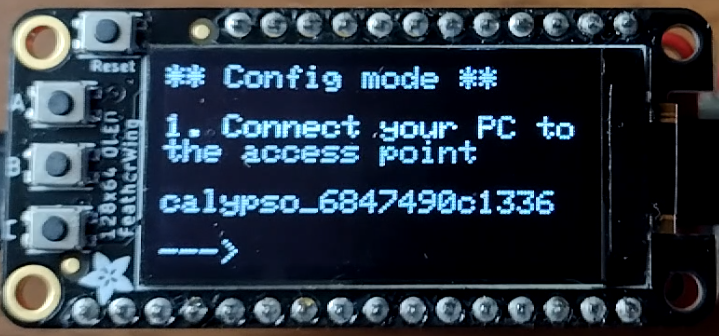 Reset
** Config mode **
A
1. Connect your PC to
the access point
B
calypso_6847490c1336
C
--->
128x64 OLED
FeatherWing